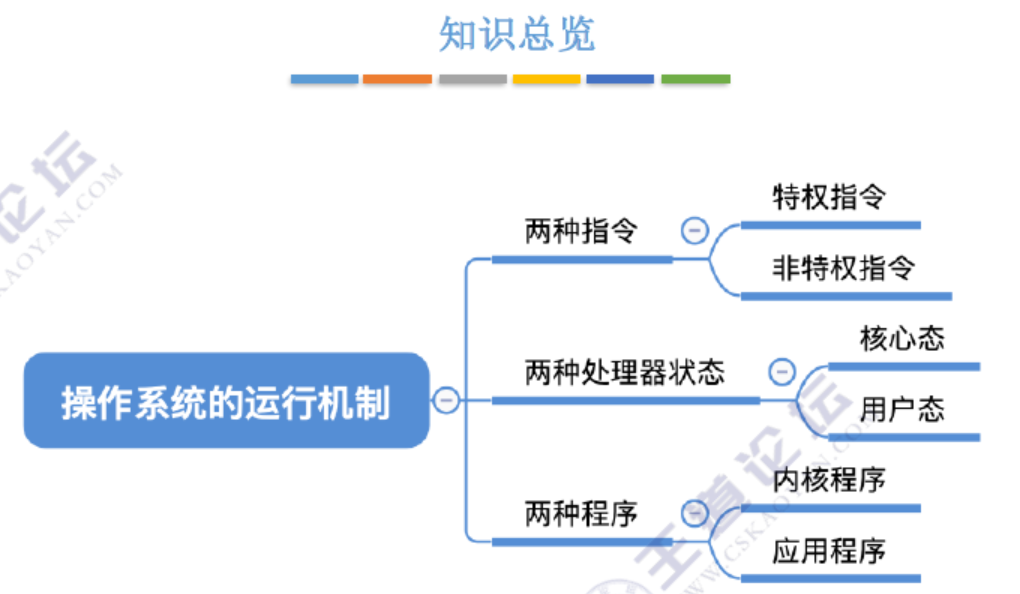 知识总览
两种指令
特权指令
非特权指令
操作系统的运行机制
两种处理器状态
核心态
用户态
两种程序
内核程序
应用程序
王道论坛
WWW.CSKAOYAN.COM
论坛
KAOYAN.COM